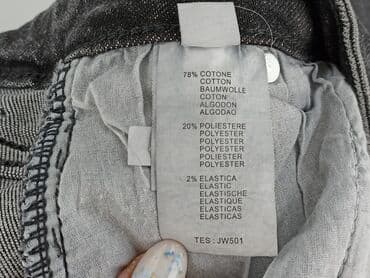 78% COTONE
COTTON
BAUMWOLLE
COTON
ALGODON
ALGODAO
20% POLIESTERE
POLYESTER
POLYESTER
POLYESTER
POLIESTER
POLYESTER
2% ELASTICA
ELASTIC
ELASTISCHE
ELASTIQUE
ELASTICAS
ELASTICAS
TES : JW501